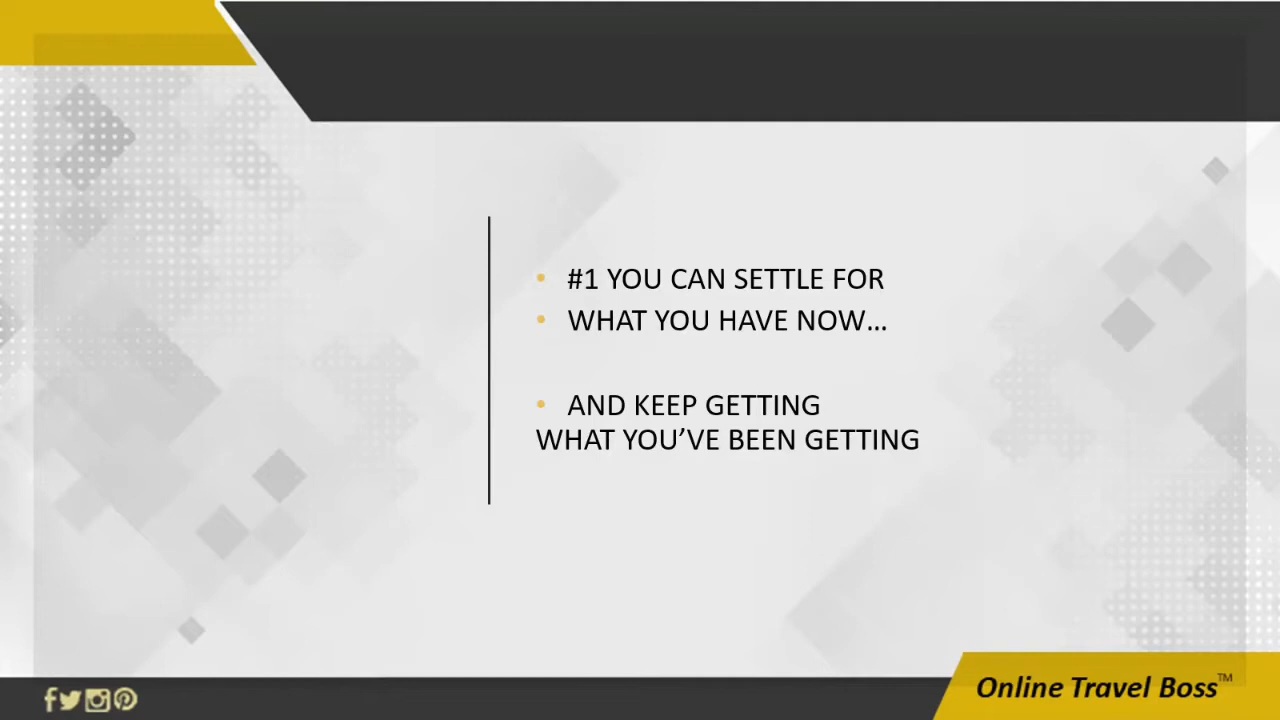 • #1 YOU CAN SETTLE FOR
• WHAT YOU HAVE NOW…
• AND KEEP GETTING
WHAT YOU’VE BEEN GETTING
Online Travel Boss™